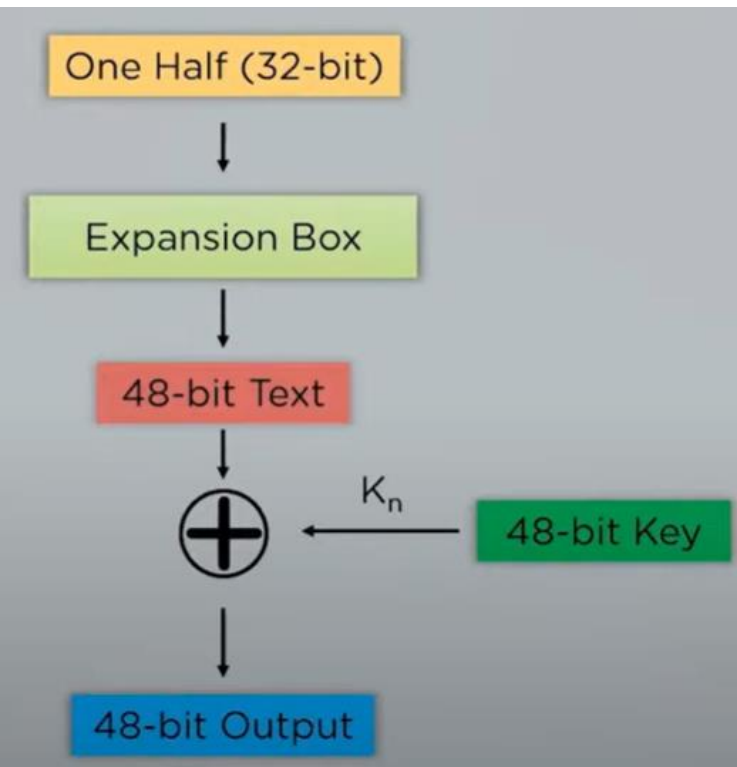 One Half (32-bit)
Expansion Box
48-bit Text
Kn
48-bit Key
48-bit Output